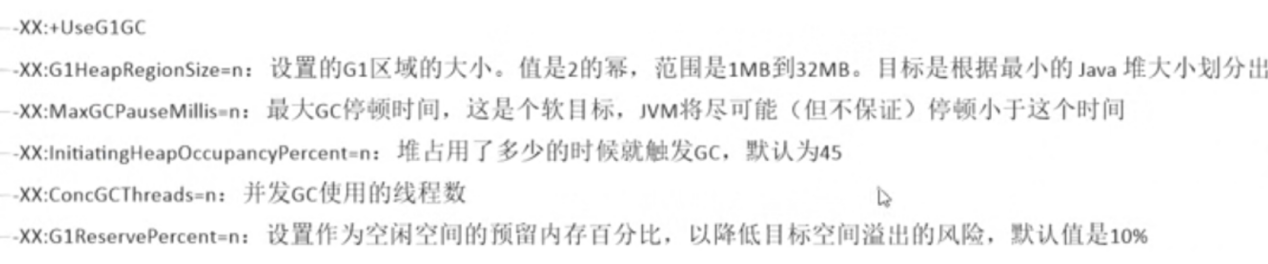 -XX:+UseG1GC
-XX:G1HeapRegionSize=n：设置的G1区域的大小。值是2的幂，范围是1MB到32MB。目标是根据最小的 Java 堆大小划分出
-XX:MaxGCPauseMillis=n：最大GC停顿时间，这是个软目标，JVM将尽可能（但不保证）停顿小于这个时间
-XX:InitiatingHeapOccupancyPercent=n：堆占用了多少的时候就触发GC，默认为45
-XX:ConcGCThreads=n：并发GC使用的线程数
-XX:G1ReservePercent=n：设置作为空闲空间的预留内存百分比，以降低目标空间溢出的风险，默认值是10%